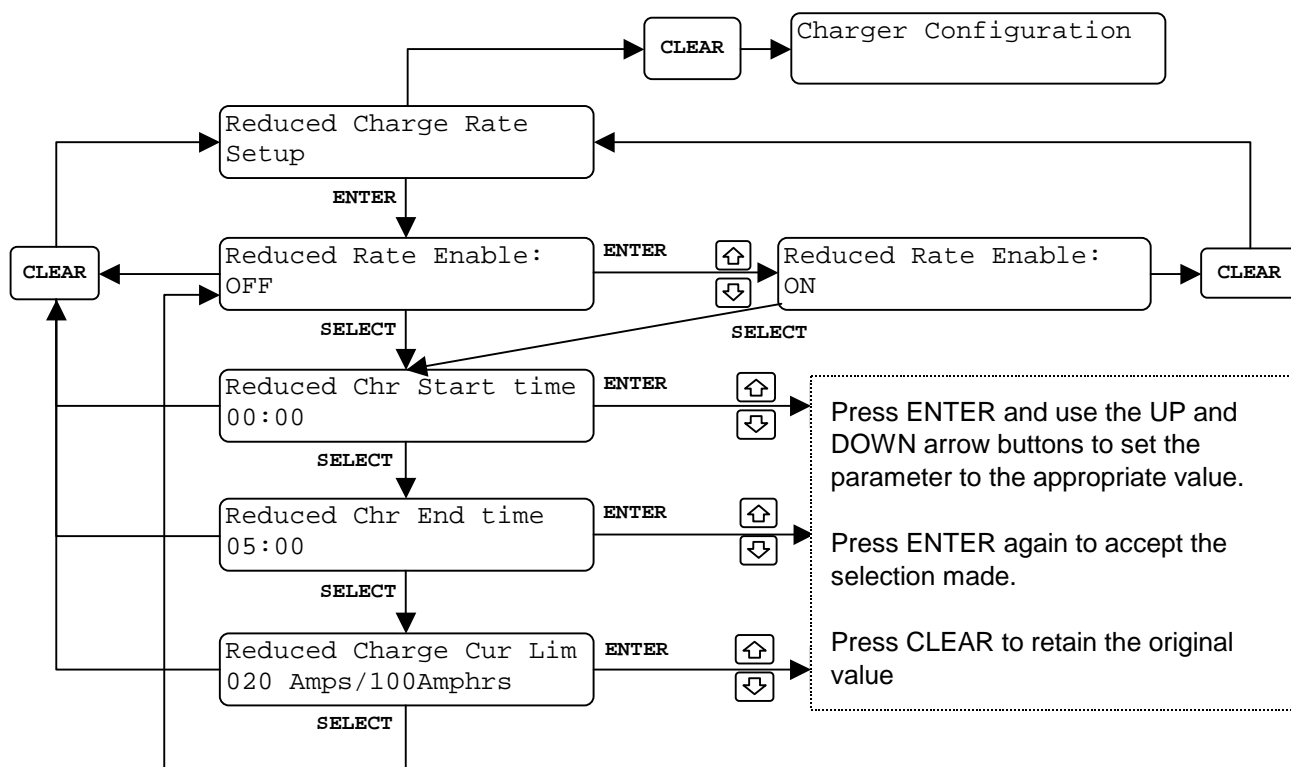 CLEAR
Charger Configuration
Reduced Charge Rate
Setup
ENTER
CLEAR
Reduced Rate Enable:
OFF
ENTER
Reduced Rate Enable:
ON
CLEAR
SELECT
SELECT
Reduced Chr Start time
00:00
ENTER
SELECT
Reduced Chr End time
05:00
ENTER
SELECT
Reduced Charge Cur Lim
020 Amps/100Amphrs
ENTER
SELECT
Press ENTER and use the UP and
DOWN arrow buttons to set the
parameter to the appropriate value.
Press ENTER again to accept the
selection made.
Press CLEAR to retain the original
value